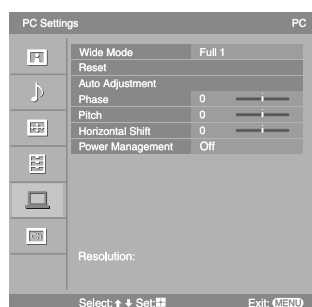 PC Settings PC
Wide Mode Full 1
Reset
Auto Adjustment
Phase 0
Pitch 0
Horizontal Shift 0
Power Management Off
Resolution:
Select: Set: Exit: MENU